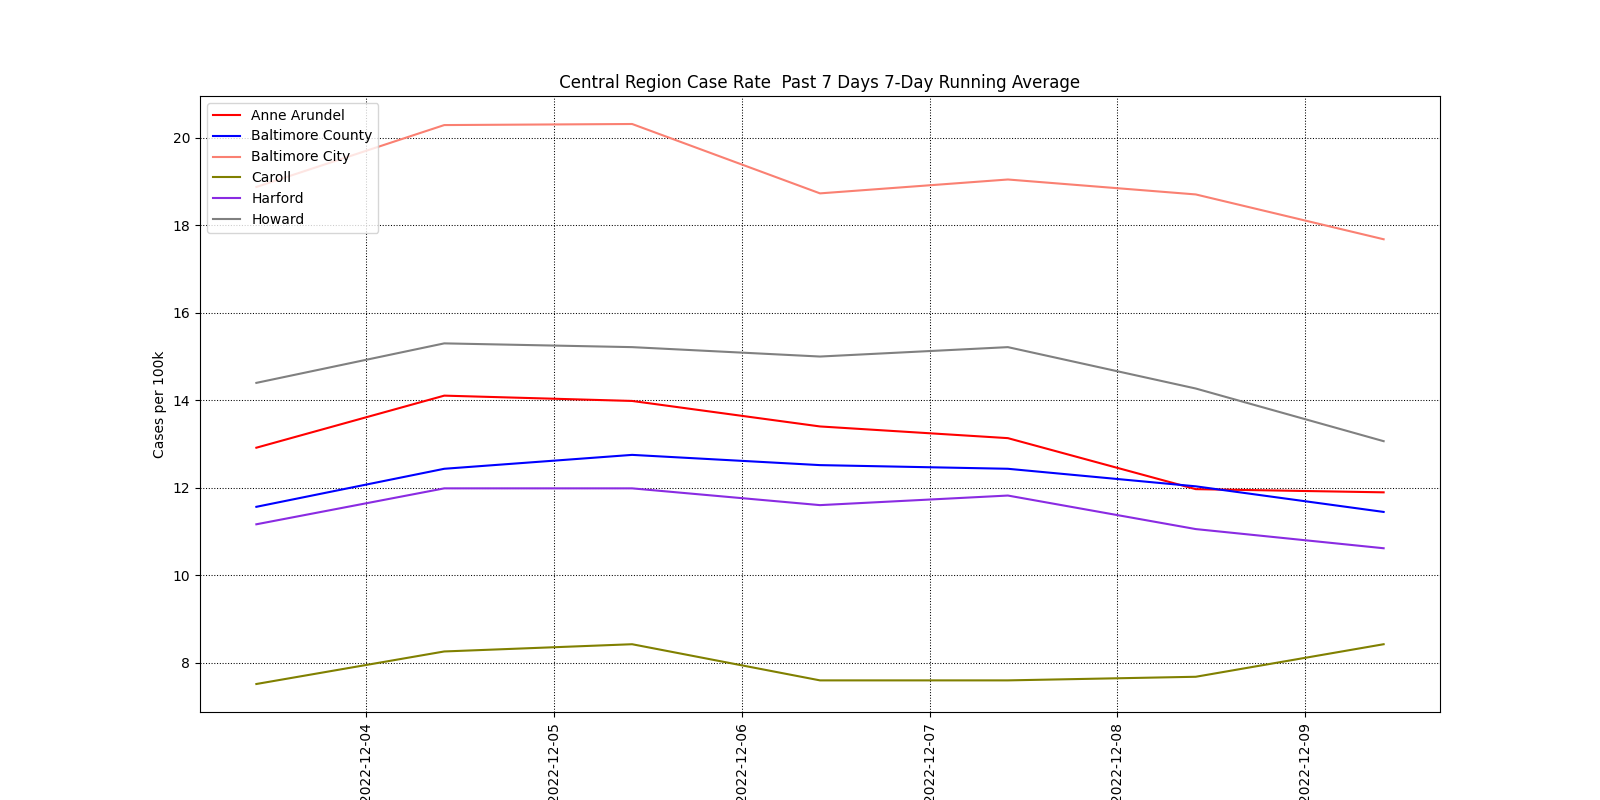 Central Region Case Rate  Past 7 Days 7-Day Running Average
Anne Arundel
Baltimore County
Baltimore City
Caroll
Harford
Howard
Cases per 100k
20
18
16
14
12
10
8
2022-12-04
2022-12-05
2022-12-06
2022-12-07
2022-12-08
2022-12-09